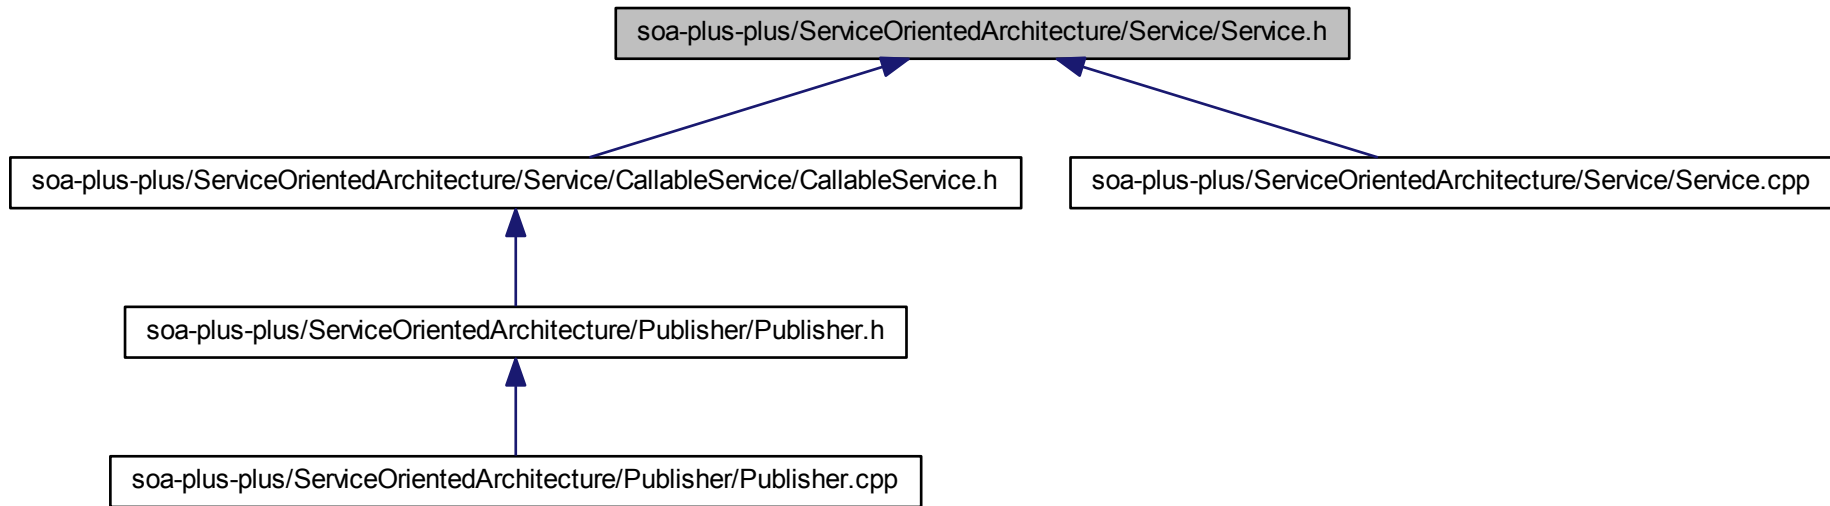 soa-plus-plus/ServiceOrientedArchitecture/Service/Service.h
soa-plus-plus/ServiceOrientedArchitecture/Service/CallableService/CallableService.h
soa-plus-plus/ServiceOrientedArchitecture/Service/Service.cpp
soa-plus-plus/ServiceOrientedArchitecture/Publisher/Publisher.h
soa-plus-plus/ServiceOrientedArchitecture/Publisher/Publisher.cpp